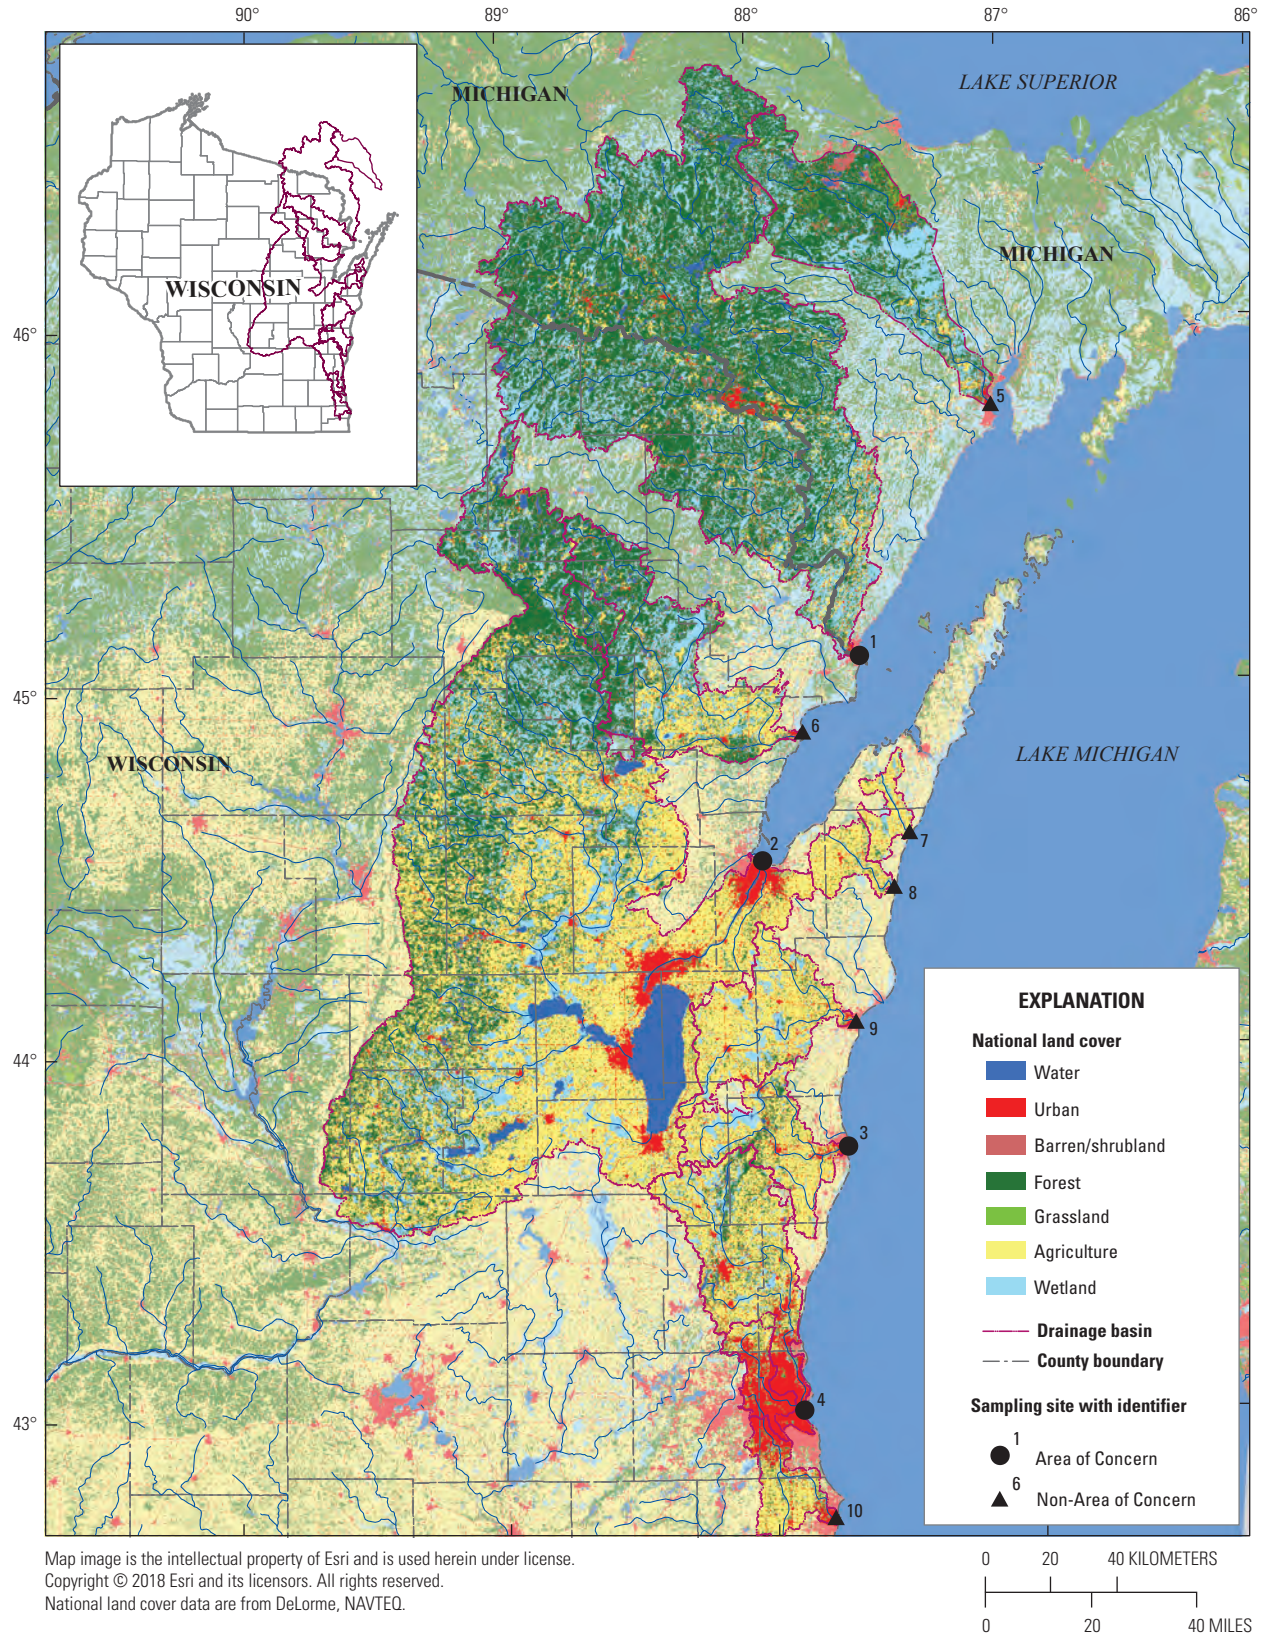 90°
89°
88°
87°
86°
LAKE SUPERIOR
MICHIGAN
MICHIGAN
WISCONSIN
46°
5
1
45°
6
WISCONSIN
LAKE MICHIGAN
2
7
8
9
44°
3
4
43°
10
EXPLANATION
National land cover
Water
Urban
Barren/shrubland
Forest
Grassland
Agriculture
Wetland
Drainage basin
County boundary
Sampling site with identifier
1
Area of Concern
6
Non-Area of Concern
Map image is the intellectual property of Esri and is used herein under license.
Copyright © 2018 Esri and its licensors. All rights reserved.
National land cover data are from DeLorme, NAVTEQ.
0 20 40 KILOMETERS
0 20 40 MILES